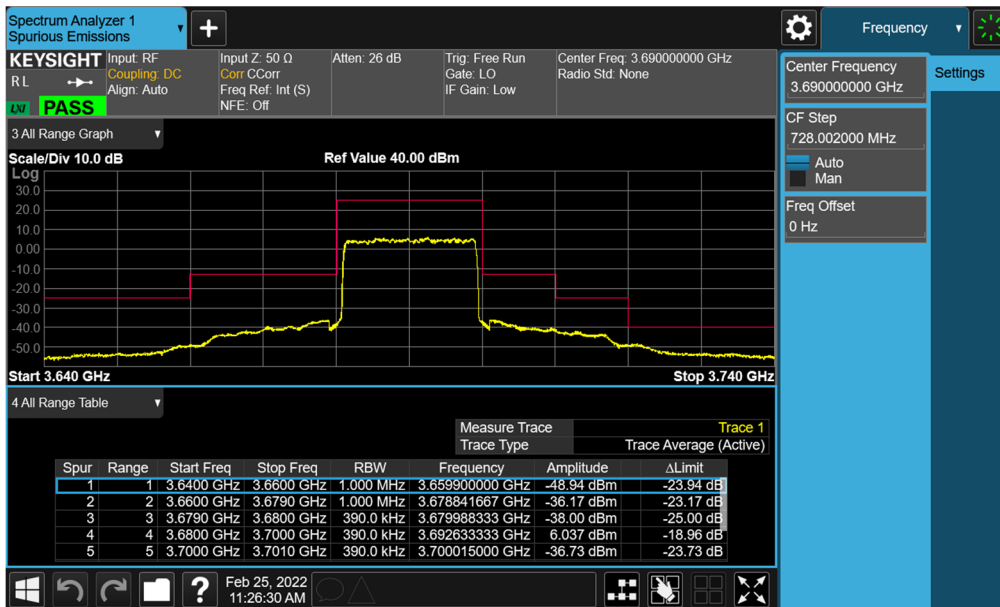 Spectrum Analyzer 1
Spurious Emissions
Frequency
KEYSIGHT
R L
LXI
PASS
Input: RF
Coupling: DC
Align: Auto
Input Z: 50 Ω
Corr CCorr
Freq Ref: Int (S)
NFE: Off
Atten: 26 dB
Trig: Free Run
Gate: LO
IF Gain: Low
Center Freq: 3.690000000 GHz
Radio Std: None
Center Frequency
3.690000000 GHz
CF Step
728.002000 MHz
Auto
Man
Freq Offset
0 Hz
Settings
3 All Range Graph
Scale/Div 10.0 dB Ref Value 40.00 dBm
Log
30.0
20.0
10.0
0.00
-10.0
-20.0
-30.0
-40.0
-50.0
Start 3.640 GHz Stop 3.740 GHz
4 All Range Table
Measure Trace Trace 1
Trace Type Trace Average (Active)
Spur Range Start Freq Stop Freq RBW Frequency Amplitude ΔLimit
1 1 3.6400 GHz 3.6600 GHz 1.000 MHz 3.659900000 GHz -48.94 dBm -23.94 dB
2 2 3.6600 GHz 3.6790 GHz 1.000 MHz 3.678841667 GHz -36.17 dBm -23.17 dB
3 3 3.6790 GHz 3.6800 GHz 390.0 kHz 3.679988333 GHz -38.00 dBm -25.00 dB
4 4 3.6800 GHz 3.7000 GHz 390.0 kHz 3.692633333 GHz 6.037 dBm -18.96 dB
5 5 3.7000 GHz 3.7010 GHz 390.0 kHz 3.700015000 GHz -36.73 dBm -23.73 dB
?
Feb 25, 2022
11:26:30 AM